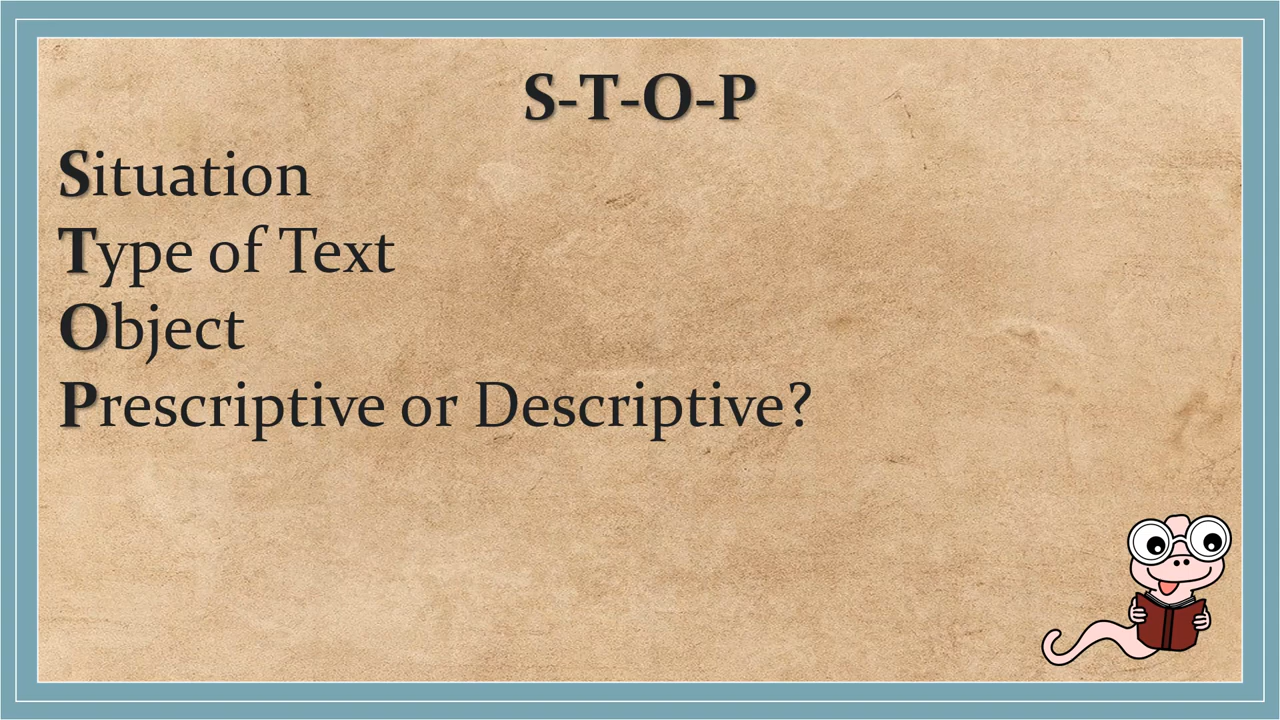 S-T-O-P
Situation
Type of Text
Object
Prescriptive or Descriptive?